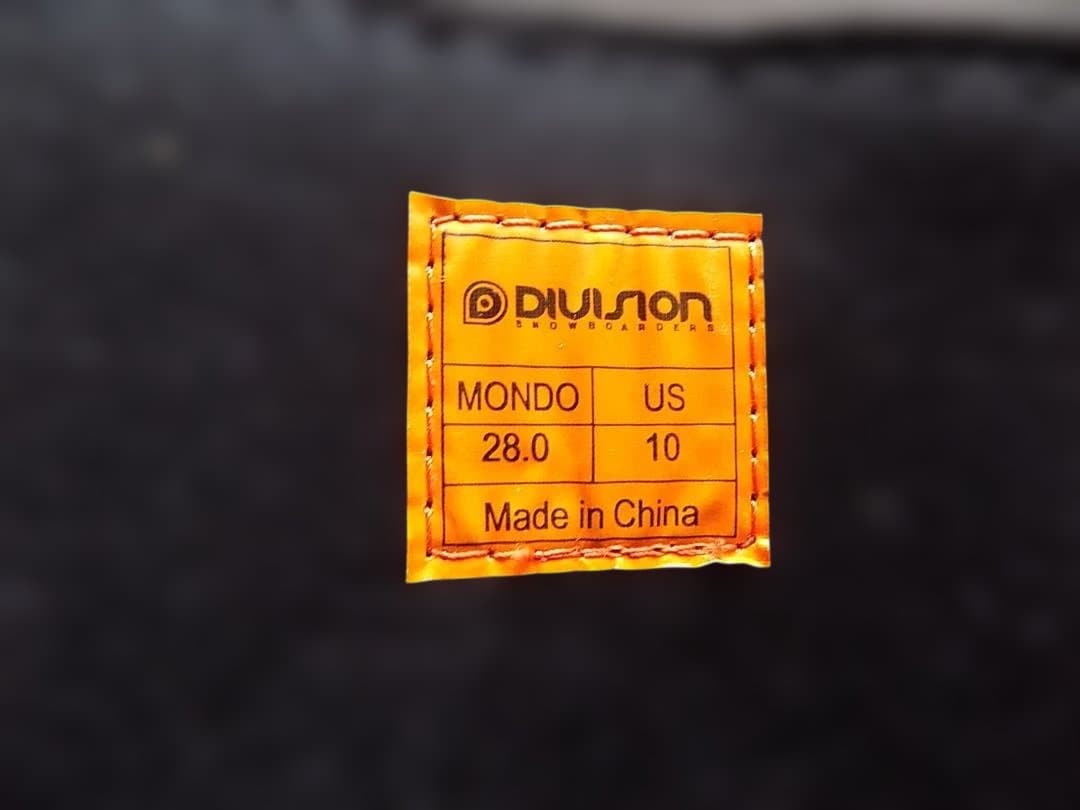 DIVISION
SNOWBOARDERS
MONDO US
28.0 10
Made in China